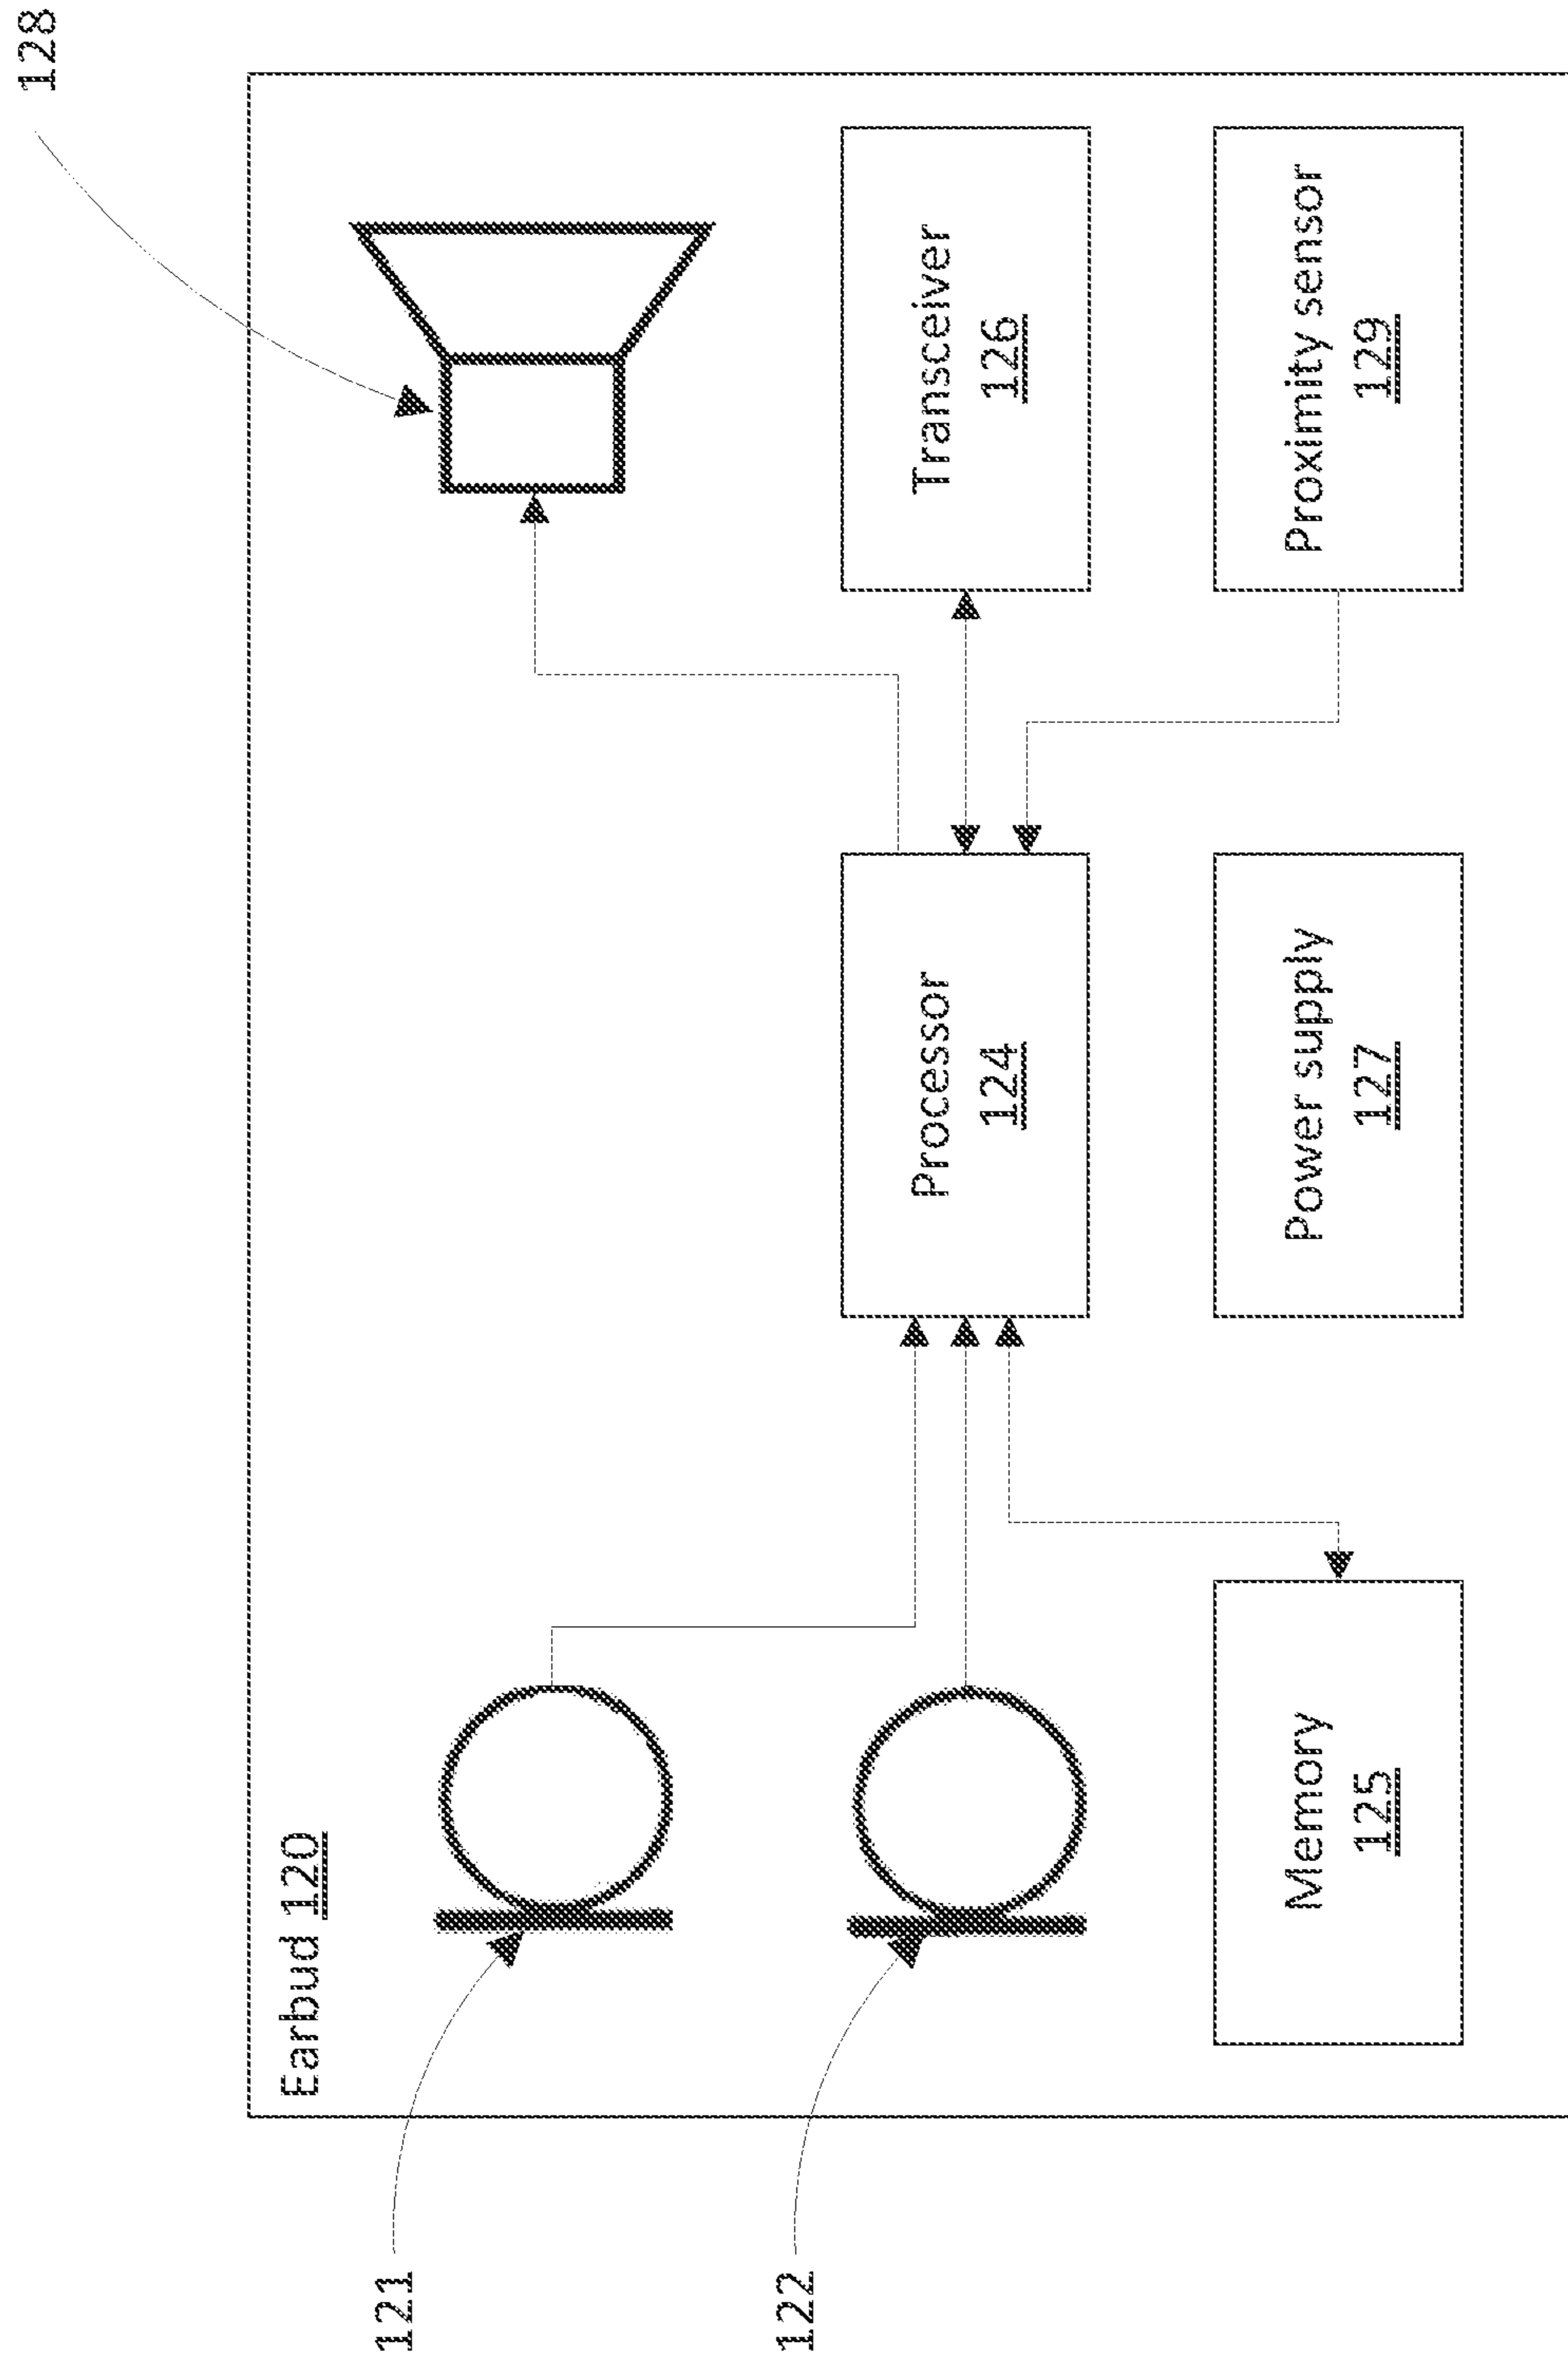 128
Earbud 120
121
122
Processor
124
Transceiver
126
Memory
125
Power supply
127
Proximity sensor
129